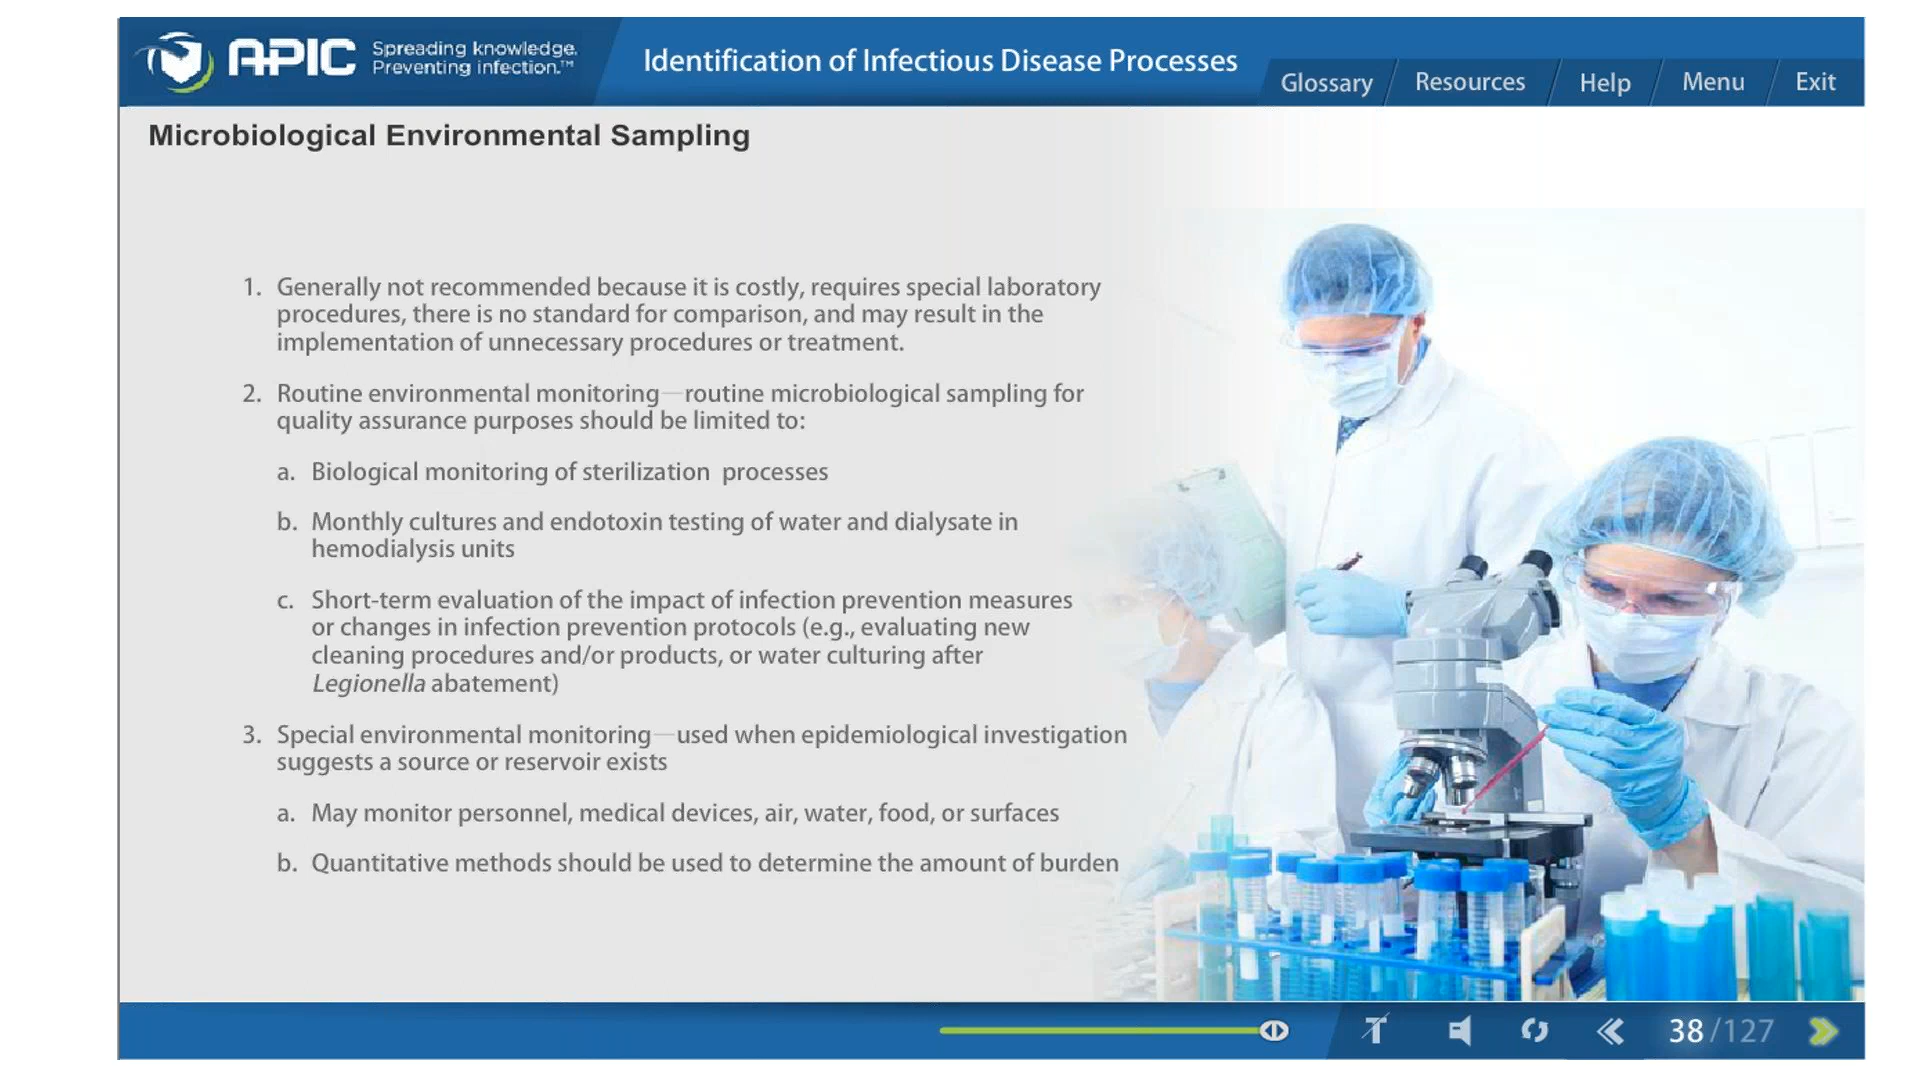 APIC Spreading knowledge.
Preventing infection.™
Identification of Infectious Disease Processes
Glossary Resources Help Menu Exit
Microbiological Environmental Sampling
1. Generally not recommended because it is costly, requires special laboratory
procedures, there is no standard for comparison, and may result in the
implementation of unnecessary procedures or treatment.
2. Routine environmental monitoring—routine microbiological sampling for
quality assurance purposes should be limited to:
a. Biological monitoring of sterilization processes
b. Monthly cultures and endotoxin testing of water and dialysate in
hemodialysis units
c. Short-term evaluation of the impact of infection prevention measures
or changes in infection prevention protocols (e.g., evaluating new
cleaning procedures and/or products, or water culturing after
Legionella abatement)
3. Special environmental monitoring—used when epidemiological investigation
suggests a source or reservoir exists
a. May monitor personnel, medical devices, air, water, food, or surfaces
b. Quantitative methods should be used to determine the amount of burden
38/127